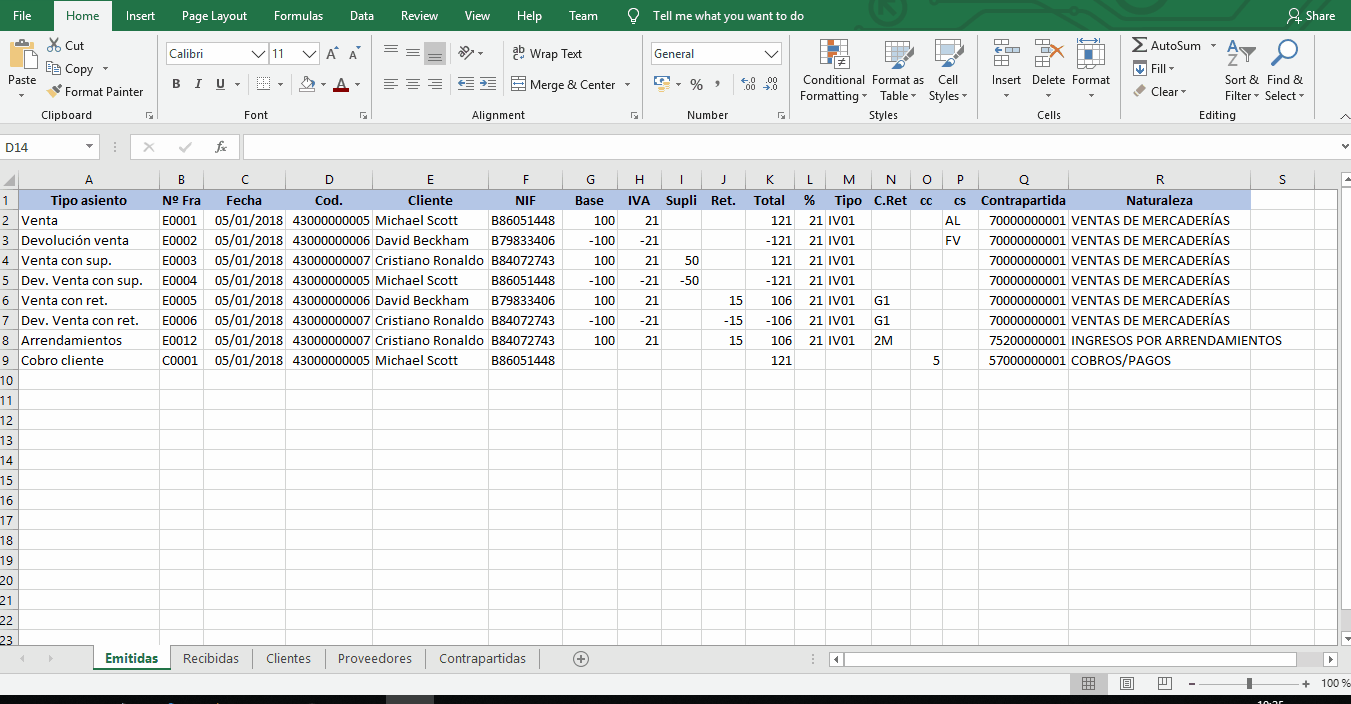 File Home Insert Page Layout Formulas Data Review View Help Team Tell me what you want to do Share
Cut
Copy
Format Painter
Paste
Clipboard
Calibri 11
B I U
Font
ab Wrap Text
Merge & Center
Alignment
General
% ,
Number
Conditional Formatting
Format as Table
Cell Styles
Styles
Insert Delete Format
Cells
AutoSum
Fill
Clear
Sort & Filter
Find & Select
Editing
D14 fx
A B C D E F G H I J K L M N O P Q R S
1 Tipo asiento Nº Fra Fecha Cod. Cliente NIF Base IVA Supli Ret. Total % Tipo C.Ret cc cs Contrapartida Naturaleza
2 Venta E0001 05/01/2018 43000000005 Michael Scott B86051448 100 21 121 21 IV01 AL 70000000001 VENTAS DE MERCADERÍAS
3 Devolución venta E0002 05/01/2018 43000000006 David Beckham B79833406 -100 -21 -121 21 IV01 FV 70000000001 VENTAS DE MERCADERÍAS
4 Venta con sup. E0003 05/01/2018 43000000007 Cristiano Ronaldo B84072743 100 21 50 121 21 IV01 70000000001 VENTAS DE MERCADERÍAS
5 Dev. Venta con sup. E0004 05/01/2018 43000000005 Michael Scott B86051448 -100 -21 -50 -121 21 IV01 70000000001 VENTAS DE MERCADERÍAS
6 Venta con ret. E0005 05/01/2018 43000000006 David Beckham B79833406 100 21 15 106 21 IV01 G1 70000000001 VENTAS DE MERCADERÍAS
7 Dev. Venta con ret. E0006 05/01/2018 43000000007 Cristiano Ronaldo B84072743 -100 -21 -15 -106 21 IV01 G1 70000000001 VENTAS DE MERCADERÍAS
8 Arrendamientos E0012 05/01/2018 43000000007 Cristiano Ronaldo B84072743 100 21 15 106 21 IV01 2M 75200000001 INGRESOS POR ARRENDAMIENTOS
9 Cobro cliente C0001 05/01/2018 43000000005 Michael Scott B86051448 121 5 57000000001 COBROS/PAGOS
10
11
12
13
14
15
16
17
18
19
20
21
22
23
Emitidas Recibidas Clientes Proveedores Contrapartidas
100 %